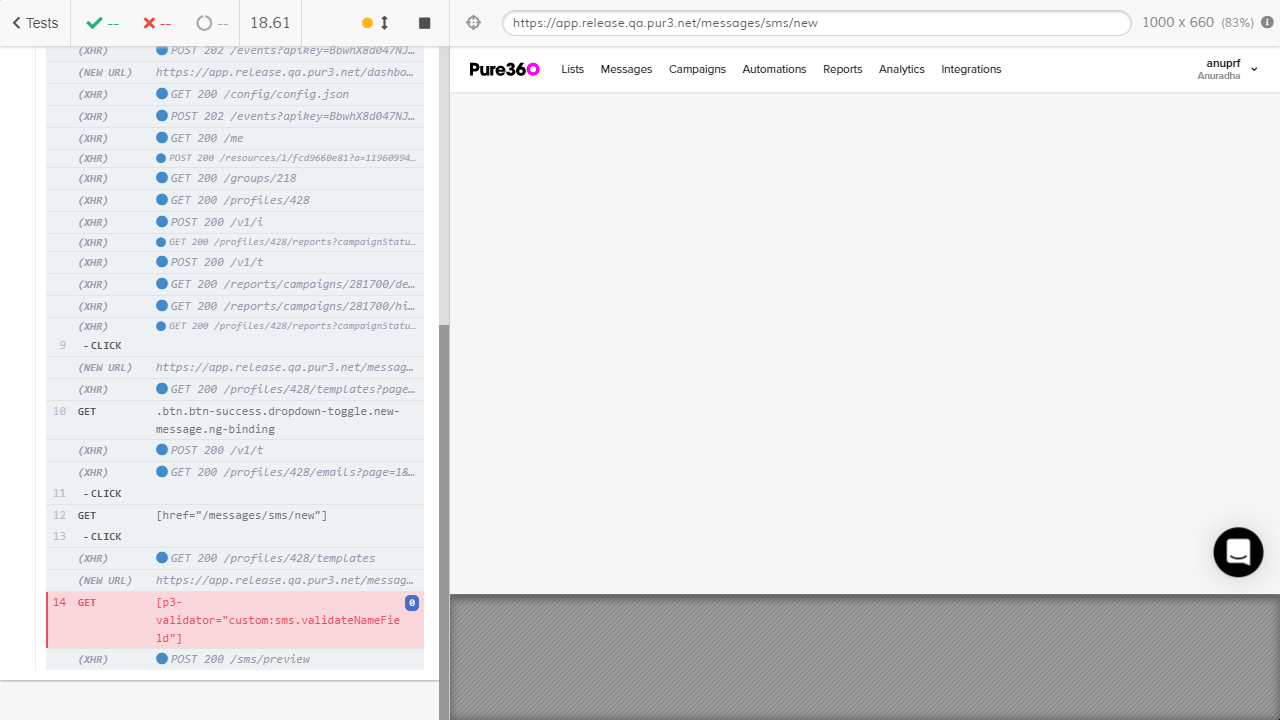 Tests
--
--
--
18.61
(XHR) POST 202 /events?apikey=BbwhX8d047NJ…
(NEW URL) https://app.release.qa.pur3.net/dashbo…
(XHR) GET 200 /config/config.json
(XHR) POST 202 /events?apikey=BbwhX8d047NJ…
(XHR) GET 200 /me
(XHR) POST 200 /resources/1/fcd9660e81?a=11960994…
(XHR) GET 200 /groups/218
(XHR) GET 200 /profiles/428
(XHR) POST 200 /v1/i
(XHR) GET 200 /profiles/428/reports?campaignStatu…
(XHR) POST 200 /v1/t
(XHR) GET 200 /reports/campaigns/281700/de…
(XHR) GET 200 /reports/campaigns/281700/hi…
(XHR) GET 200 /profiles/428/reports?campaignStatu…
9 - CLICK
(NEW URL) https://app.release.qa.pur3.net/messag…
(XHR) GET 200 /profiles/428/templates?page…
10 GET .btn.btn-success.dropdown-toggle.new-
message.ng-binding
(XHR) POST 200 /v1/t
(XHR) GET 200 /profiles/428/emails?page=1&…
11 - CLICK
12 GET [href="/messages/sms/new"]
13 - CLICK
(XHR) GET 200 /profiles/428/templates
(NEW URL) https://app.release.qa.pur3.net/messag…
14 GET [p3- 0
validator="custom:sms.validateNameFie
ld"]
(XHR) POST 200 /sms/preview
https://app.release.qa.pur3.net/messages/sms/new
1000 x 660 (83%)
Pure360 Lists Messages Campaigns Automations Reports Analytics Integrations
anuprf
Anuradha